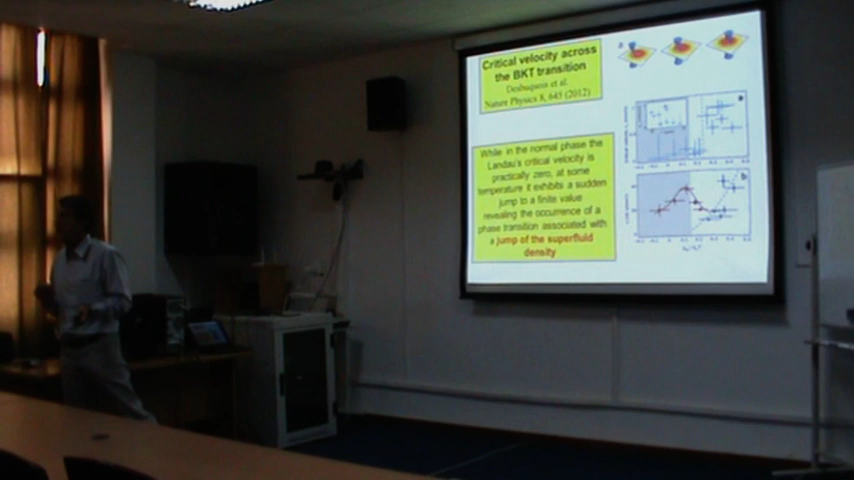 Critical velocity across
the BKT transition
Desbuquois et al.
Nature Physics 8, 645 (2012)
While in the normal phase the
Landau's critical velocity is
practically zero, at some
temperature it exhibits a sudden
jump to a finite value
revealing the occurrence of a
phase transition associated with
a jump of the superfluid
density
a
a
b